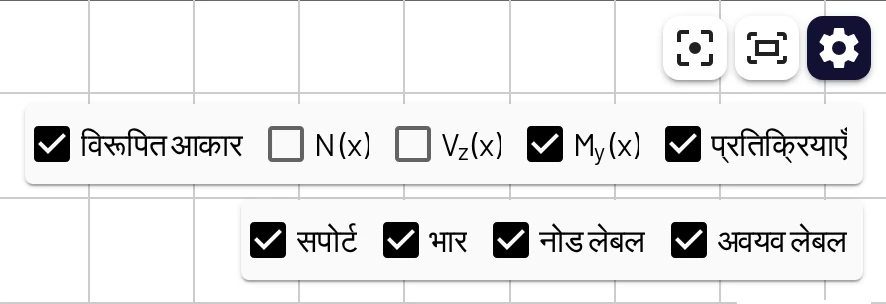 विरूपित आकार N(x) Vz(x) My(x) प्रतिक्रियाएँ
सपोर्ट भार नोड लेबल अवयव लेबल